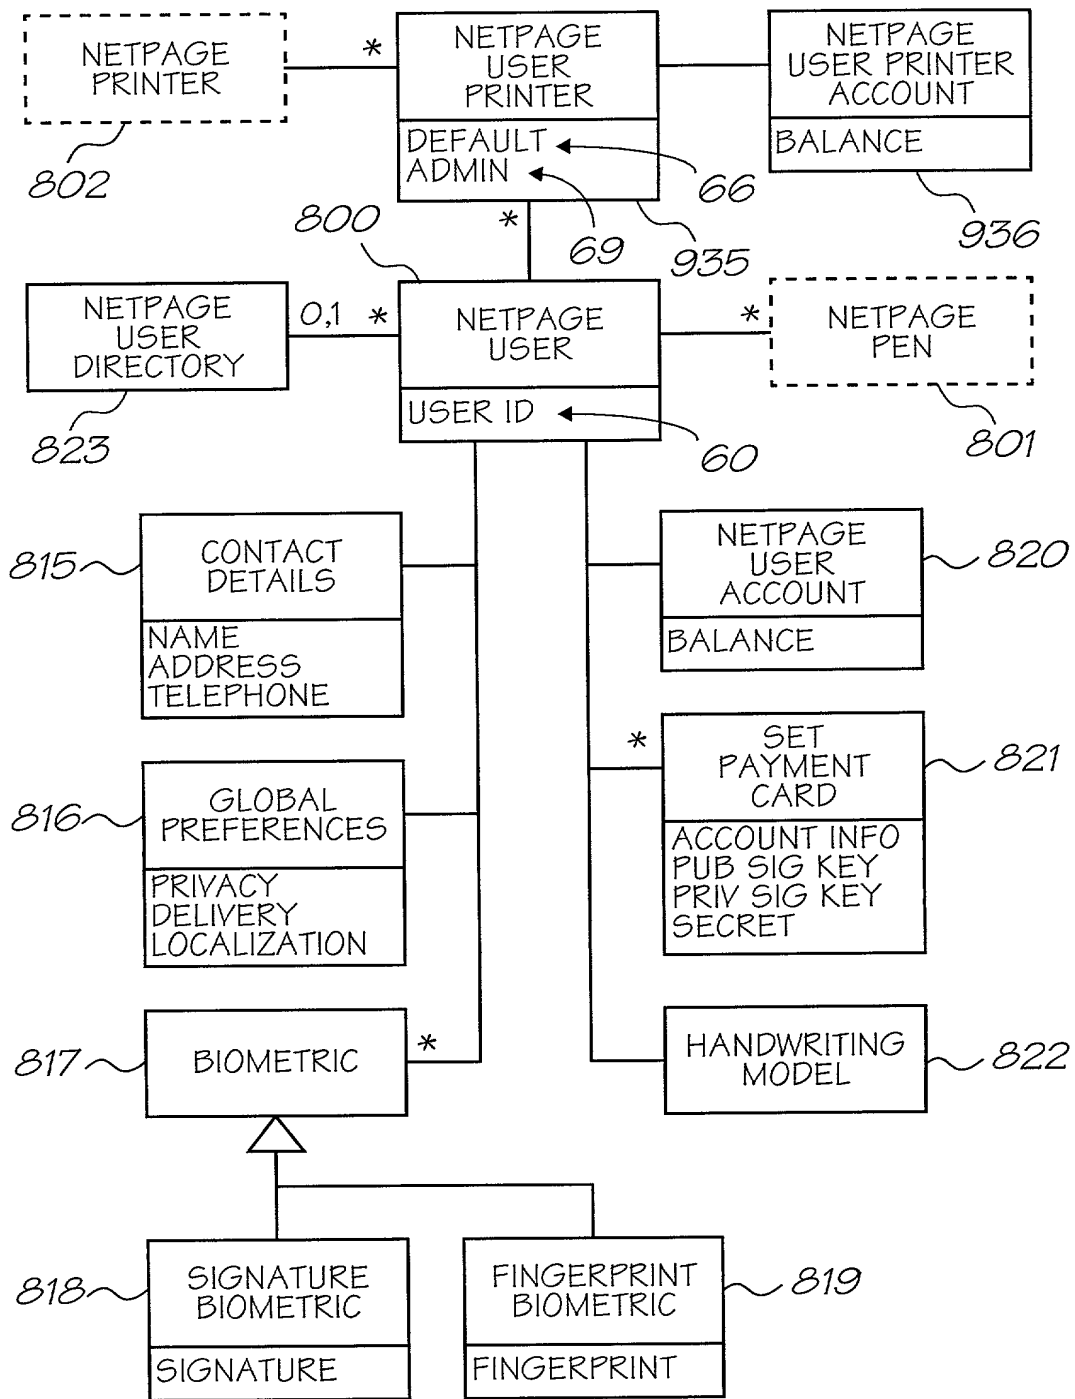 NETPAGE
PRINTER
802
*
NETPAGE
USER
PRINTER
DEFAULT
ADMIN
66
69
935
NETPAGE
USER PRINTER
ACCOUNT
BALANCE
936
*
800
NETPAGE
USER
DIRECTORY
823
0,1 *
NETPAGE
USER
USER ID
60
*
NETPAGE
PEN
801
815
CONTACT
DETAILS
NAME
ADDRESS
TELEPHONE
NETPAGE
USER
ACCOUNT
BALANCE
820
816
GLOBAL
PREFERENCES
PRIVACY
DELIVERY
LOCALIZATION
*
SET
PAYMENT
CARD
ACCOUNT INFO
PUB SIG KEY
PRIV SIG KEY
SECRET
821
817
BIOMETRIC
*
HANDWRITING
MODEL
822
818
SIGNATURE
BIOMETRIC
SIGNATURE
FINGERPRINT
BIOMETRIC
FINGERPRINT
819